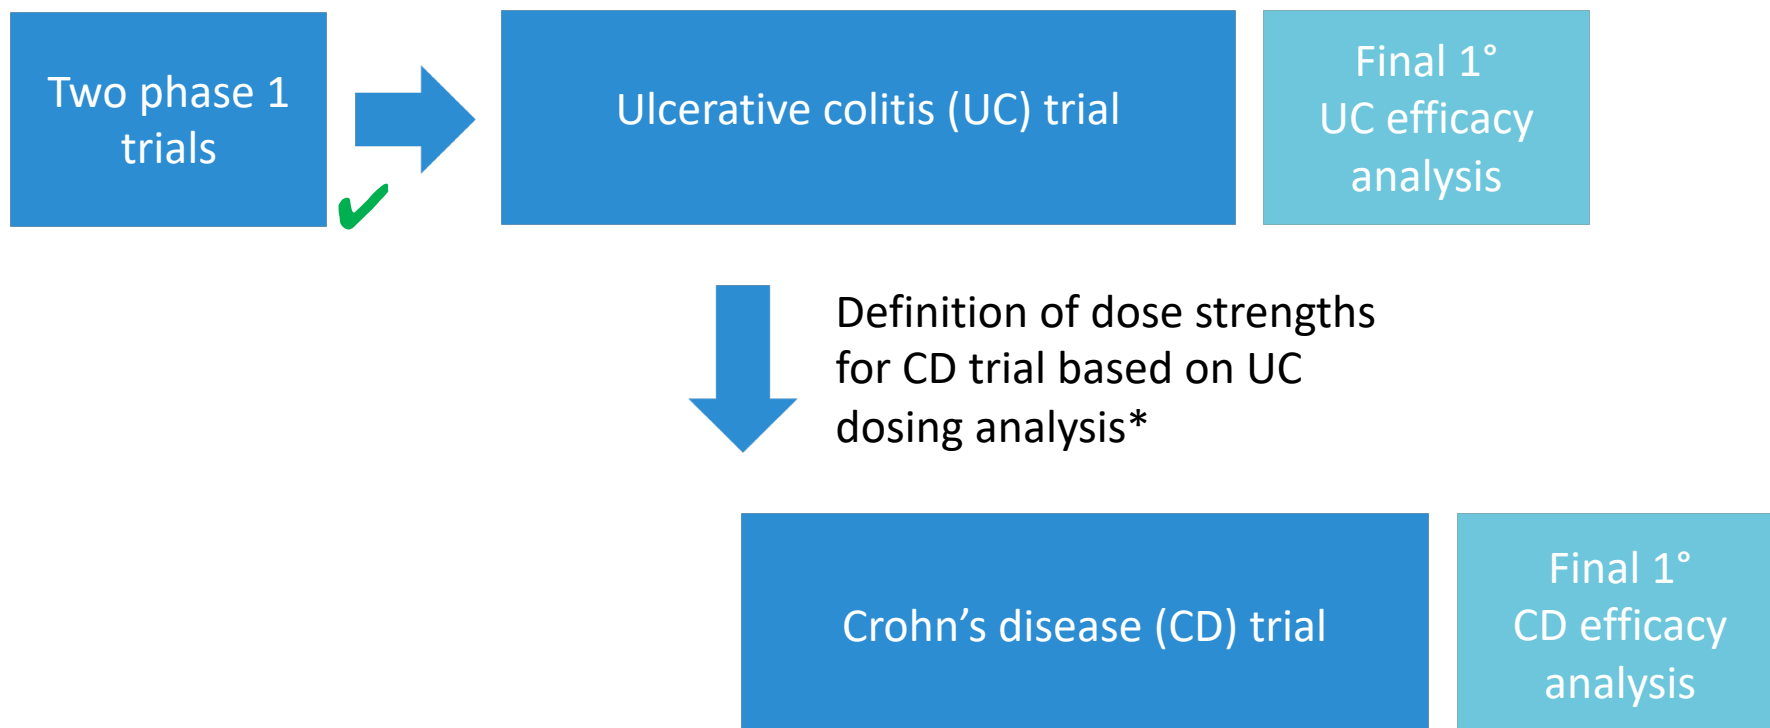 Two phase 1
trials
Ulcerative colitis (UC) trial
Final 1°
UC efficacy
analysis
Definition of dose strengths
for CD trial based on UC
dosing analysis*
Crohn’s disease (CD) trial
Final 1°
CD efficacy
analysis